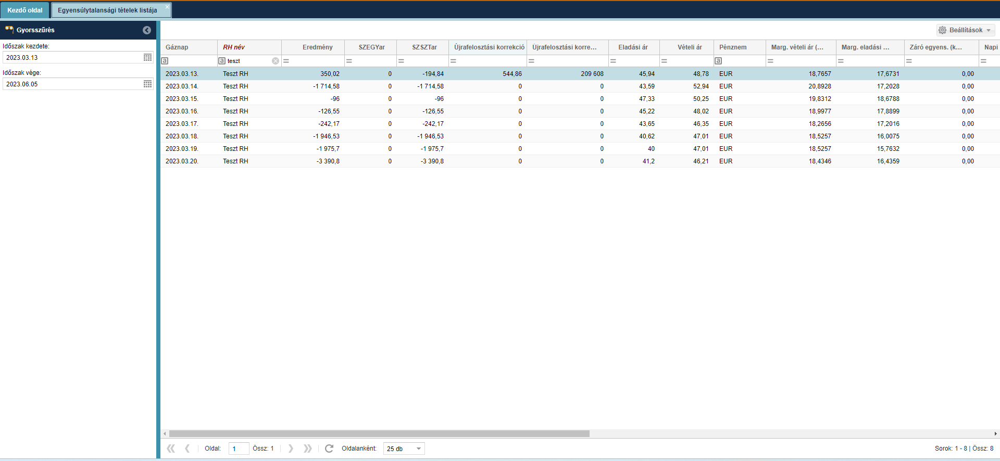 Kezdő oldal Egyensúlytalansági tételek listája
Gyorsszűrés
Időszak kezdete:
2023.03.13
Időszak vége:
2023.06.05
Beállítások
Gáznap RH név Eredmény SZEGYar SZSZTar Újrafelosztási korrekció Újrafelosztási korre... Eladási ár Vételi ár Pénznem Marg. vételi ár (... Marg. eladási ... Záró egyens. (k... Napi
a a teszt = = = = = = = a = = = =
2023.03.13. Teszt RH 350,02 0 -194,84 544,86 209 608 45,94 48,78 EUR 18,7657 17,6731 0,00
2023.03.14. Teszt RH -1 714,58 0 -1 714,58 0 0 43,59 52,94 EUR 20,8928 17,2028 0,00
2023.03.15. Teszt RH -96 0 -96 0 0 47,33 50,25 EUR 19,8312 18,6788 0,00
2023.03.16. Teszt RH -126,55 0 -126,55 0 0 45,22 48,02 EUR 18,9977 17,8899 0,00
2023.03.17. Teszt RH -242,17 0 -242,17 0 0 43,65 46,35 EUR 18,2656 17,2016 0,00
2023.03.18. Teszt RH -1 946,53 0 -1 946,53 0 0 40,62 47,01 EUR 18,5257 16,0075 0,00
2023.03.19. Teszt RH -1 975,7 0 -1 975,7 0 0 40 47,01 EUR 18,5257 15,7632 0,00
2023.03.20. Teszt RH -3 390,8 0 -3 390,8 0 0 41,2 46,21 EUR 18,4346 16,4359 0,00
Oldal: 1 Össz: 1 Oldalanként: 25 db Sorok: 1 - 8 | Össz: 8